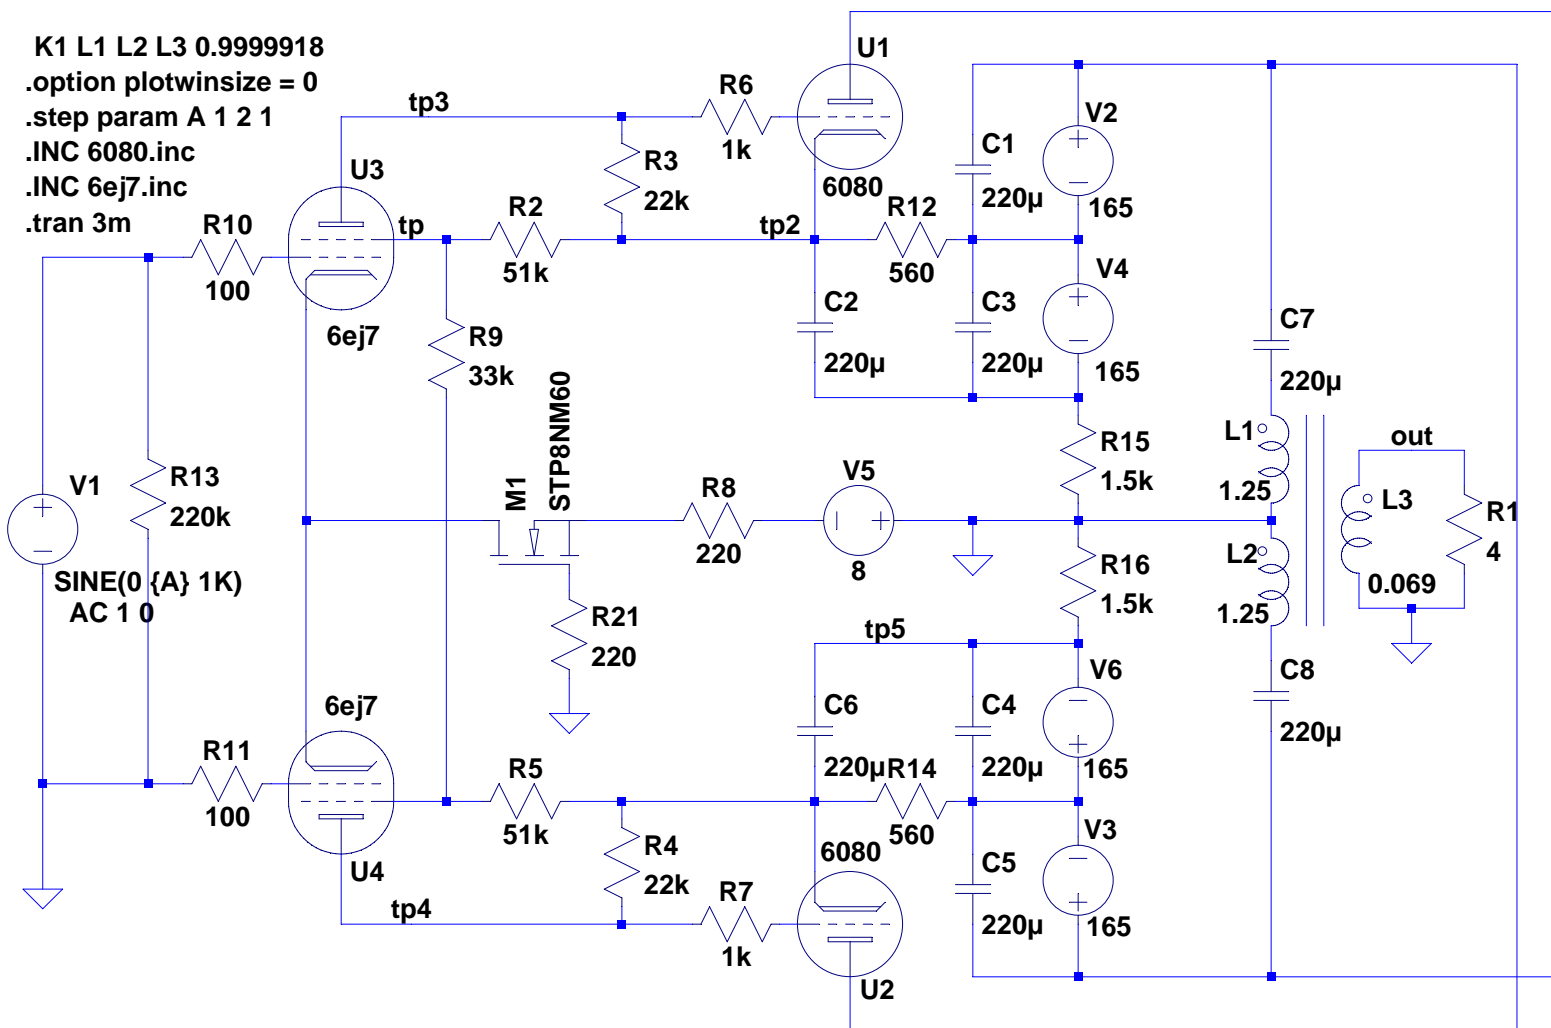 K1 L1 L2 L3 0.9999918
.option plotwinsize = 0
.step param A 1 2 1
.INC 6080.inc
.INC 6ej7.inc
.tran 3m
tp3
R6
1k
U1
6080
V2
165
C1
220µ
U3
R3
22k
R10
100
tp
R2
51k
tp2
R12
560
V4
165
6ej7
R9
33k
C2
220µ
C3
220µ
C7
220µ
V1
SINE(0 {A} 1K)
AC 1 0
R13
220k
M1
STP8NM60
R8
220
V5
8
R15
1.5k
L1
1.25
out
L3
0.069
R1
4
L2
1.25
R16
1.5k
R21
220
tp5
6ej7
C6
220µ
C4
220µ
V6
165
C8
220µ
R11
100
R5
51k
R14
560
U4
R4
22k
6080
C5
220µ
V3
165
tp4
R7
1k
U2